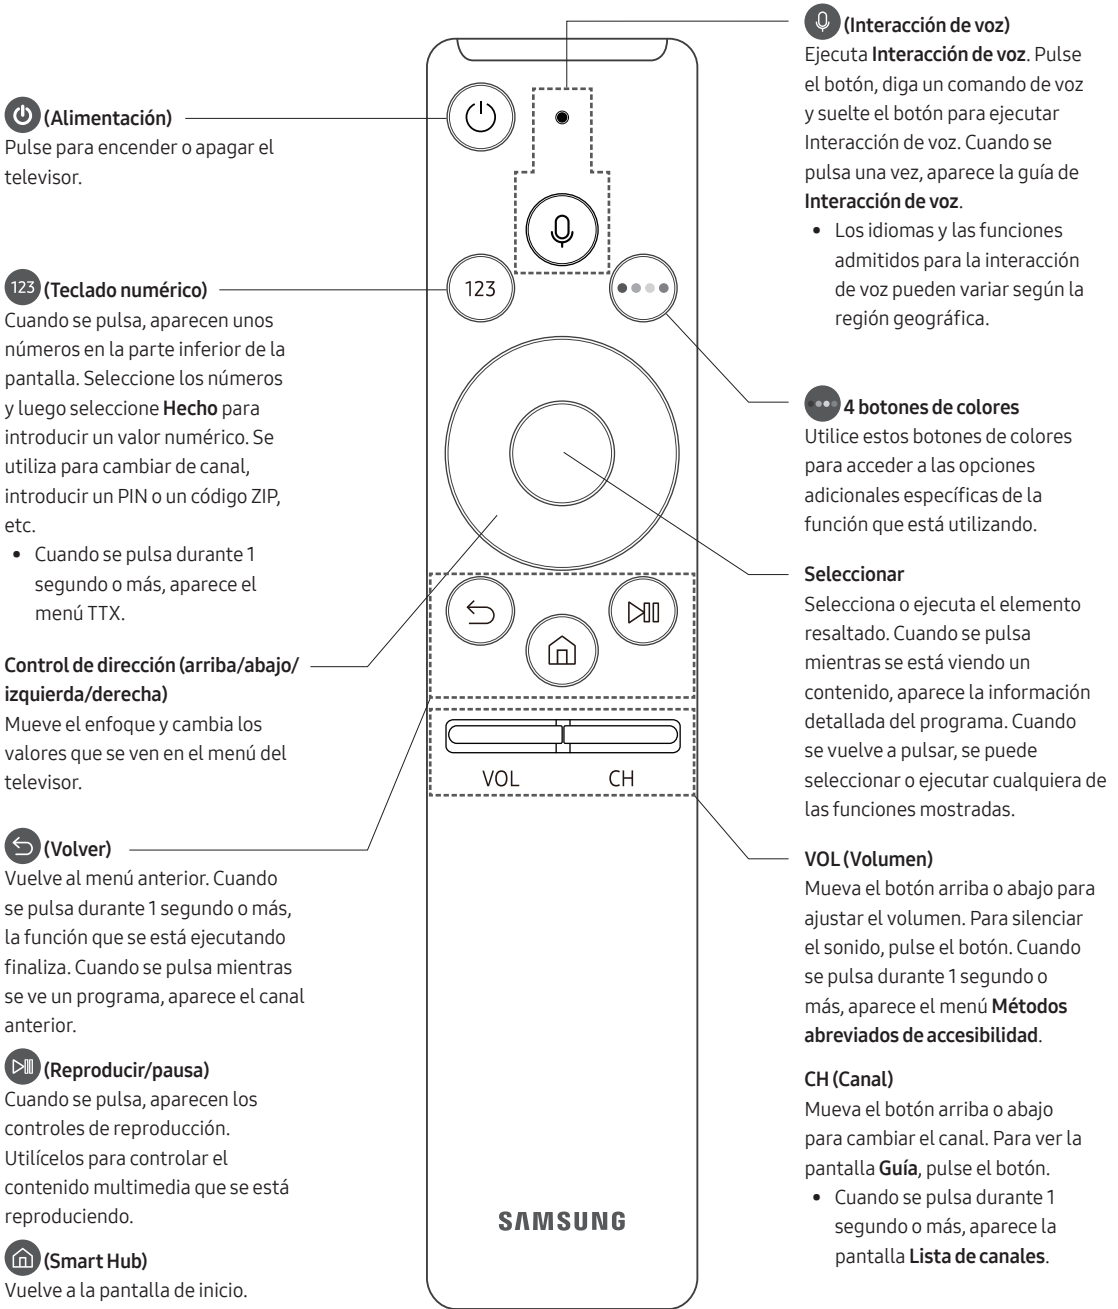 (Alimentación)
Pulse para encender o apagar el
televisor.
123 (Teclado numérico)
Cuando se pulsa, aparecen unos
números en la parte inferior de la
pantalla. Seleccione los números
y luego seleccione Hecho para
introducir un valor numérico. Se
utiliza para cambiar de canal,
introducir un PIN o un código ZIP,
etc.
• Cuando se pulsa durante 1
segundo o más, aparece el
menú TTX.
Control de dirección (arriba/abajo/
izquierda/derecha)
Mueve el enfoque y cambia los
valores que se ven en el menú del
televisor.
(Volver)
Vuelve al menú anterior. Cuando
se pulsa durante 1 segundo o más,
la función que se está ejecutando
finaliza. Cuando se pulsa mientras
se ve un programa, aparece el canal
anterior.
(Reproducir/pausa)
Cuando se pulsa, aparecen los
controles de reproducción.
Utilícelos para controlar el
contenido multimedia que se está
reproduciendo.
(Smart Hub)
Vuelve a la pantalla de inicio.
123
VOL CH
SAMSUNG
(Interacción de voz)
Ejecuta Interacción de voz. Pulse
el botón, diga un comando de voz
y suelte el botón para ejecutar
Interacción de voz. Cuando se
pulsa una vez, aparece la guía de
Interacción de voz.
• Los idiomas y las funciones
admitidos para la interacción
de voz pueden variar según la
región geográfica.
4 botones de colores
Utilice estos botones de colores
para acceder a las opciones
adicionales específicas de la
función que está utilizando.
Seleccionar
Selecciona o ejecuta el elemento
resaltado. Cuando se pulsa
mientras se está viendo un
contenido, aparece la información
detallada del programa. Cuando
se vuelve a pulsar, se puede
seleccionar o ejecutar cualquiera de
las funciones mostradas.
VOL (Volumen)
Mueva el botón arriba o abajo para
ajustar el volumen. Para silenciar
el sonido, pulse el botón. Cuando
se pulsa durante 1 segundo o
más, aparece el menú Métodos
abreviados de accesibilidad.
CH (Canal)
Mueva el botón arriba o abajo
para cambiar el canal. Para ver la
pantalla Guía, pulse el botón.
• Cuando se pulsa durante 1
segundo o más, aparece la
pantalla Lista de canales.